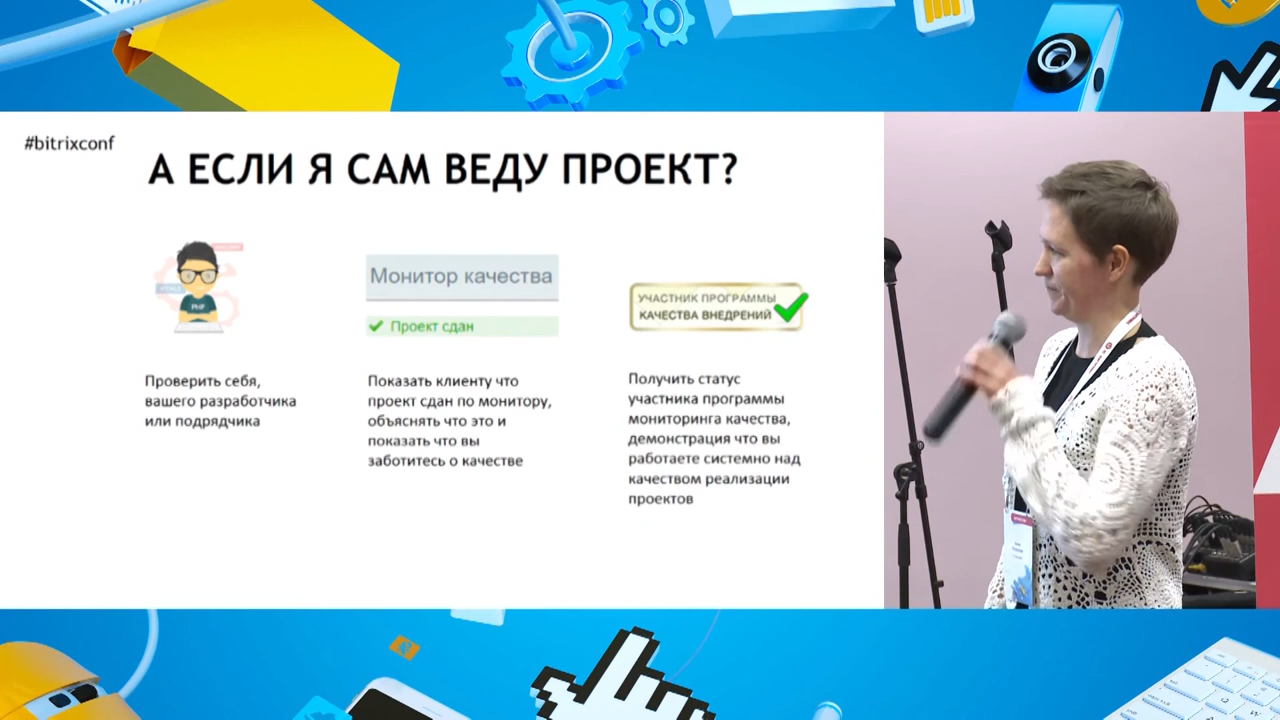 #bitrixconf
А ЕСЛИ Я САМ ВЕДУ ПРОЕКТ?
PHP
HTML5
Проверить себя,
вашего разработчика
или подрядчика
Монитор качества
Проект сдан
Показать клиенту что
проект сдан по монитору,
объяснять что это и
показать что вы
заботитесь о качестве
УЧАСТНИК ПРОГРАММЫ
КАЧЕСТВА ВНЕДРЕНИЙ
Получить статус
участника программы
мониторинга качества,
демонстрация что вы
работаете системно над
качеством реализации
проектов